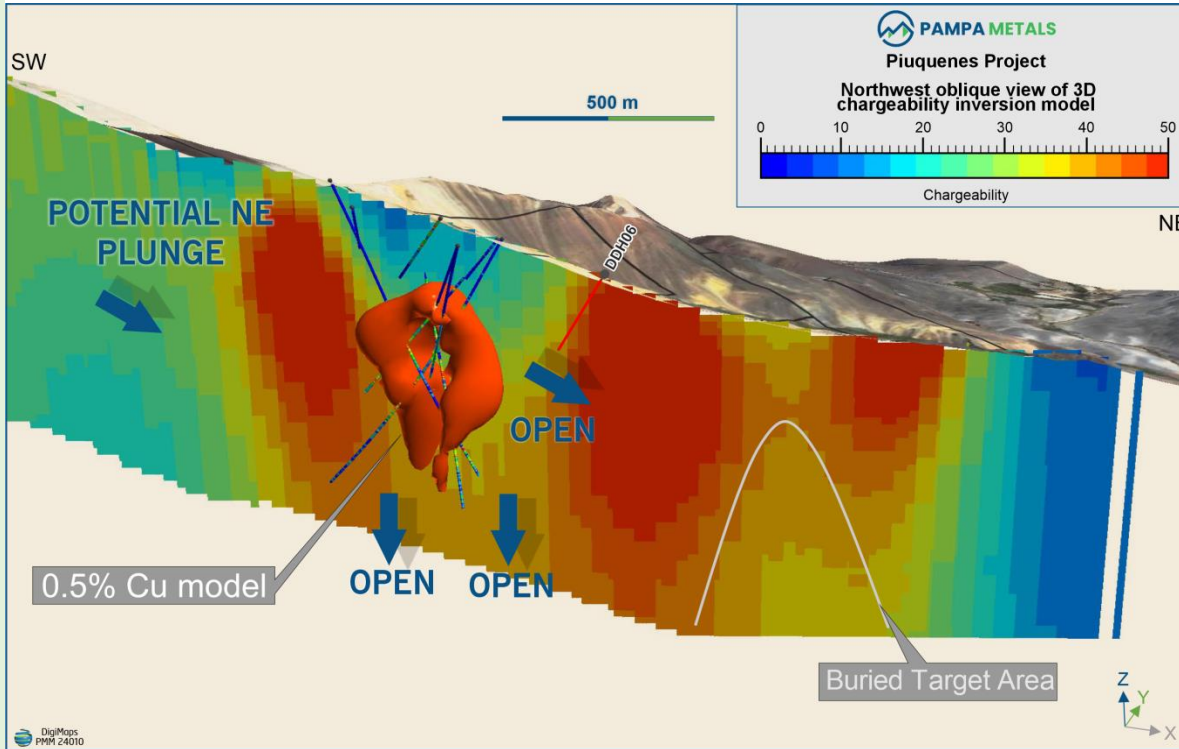 PAMPA METALS
Piuquenes Project
Northwest oblique view of 3D
chargeability inversion model
0 10 20 30 40 50
Chargeability
SW
NE
500 m
POTENTIAL NE
PLUNGE
DDH06
OPEN
0.5% Cu model
OPEN
OPEN
Buried Target Area
Z
Y
X
DigiMaps
PMM 24010